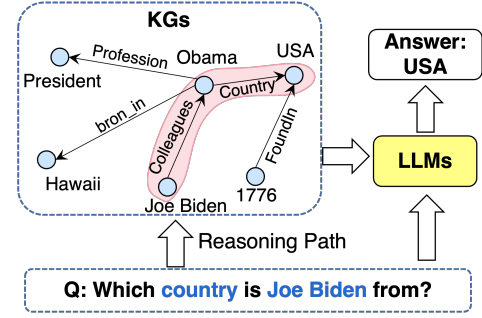 KGs
Profession
Obama
USA
President
Country
bron_in
Colleagues
FoundIn
Hawaii
1776
Joe Biden
Answer:
USA
LLMs
Reasoning Path
Q: Which country is Joe Biden from?